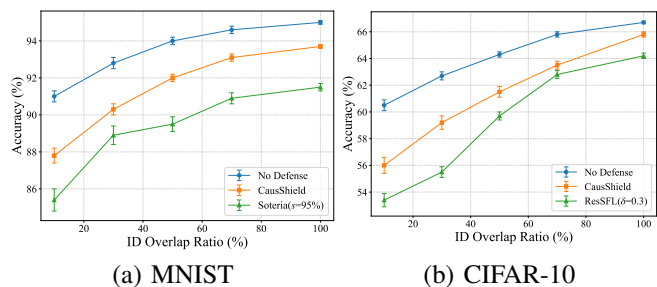 Accuracy (%)
94
92
90
88
86
No Defense
CausShield
Soteria(s=95%)
20
40
60
80
100
ID Overlap Ratio (%)
(a) MNIST
Accuracy (%)
66
64
62
60
58
56
54
No Defense
CausShield
ResSFL(δ=0.3)
20
40
60
80
100
ID Overlap Ratio (%)
(b) CIFAR-10